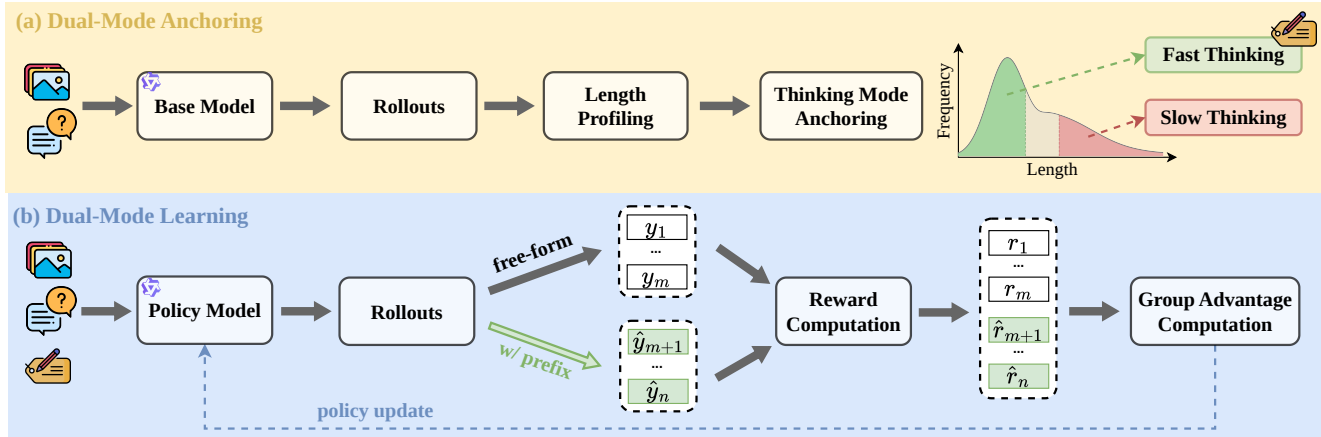 (a) Dual-Mode Anchoring
Base Model
Rollouts
Length
Profiling
Thinking Mode
Anchoring
Frequency
Length
Fast Thinking
Slow Thinking
(b) Dual-Mode Learning
Policy Model
Rollouts
free-form
w/ prefix
y₁
...
yₘ
ŷₘ₊₁
...
ŷₙ
Reward
Computation
r₁
...
rₘ
r̂ₘ₊₁
...
r̂ₙ
Group Advantage
Computation
policy update